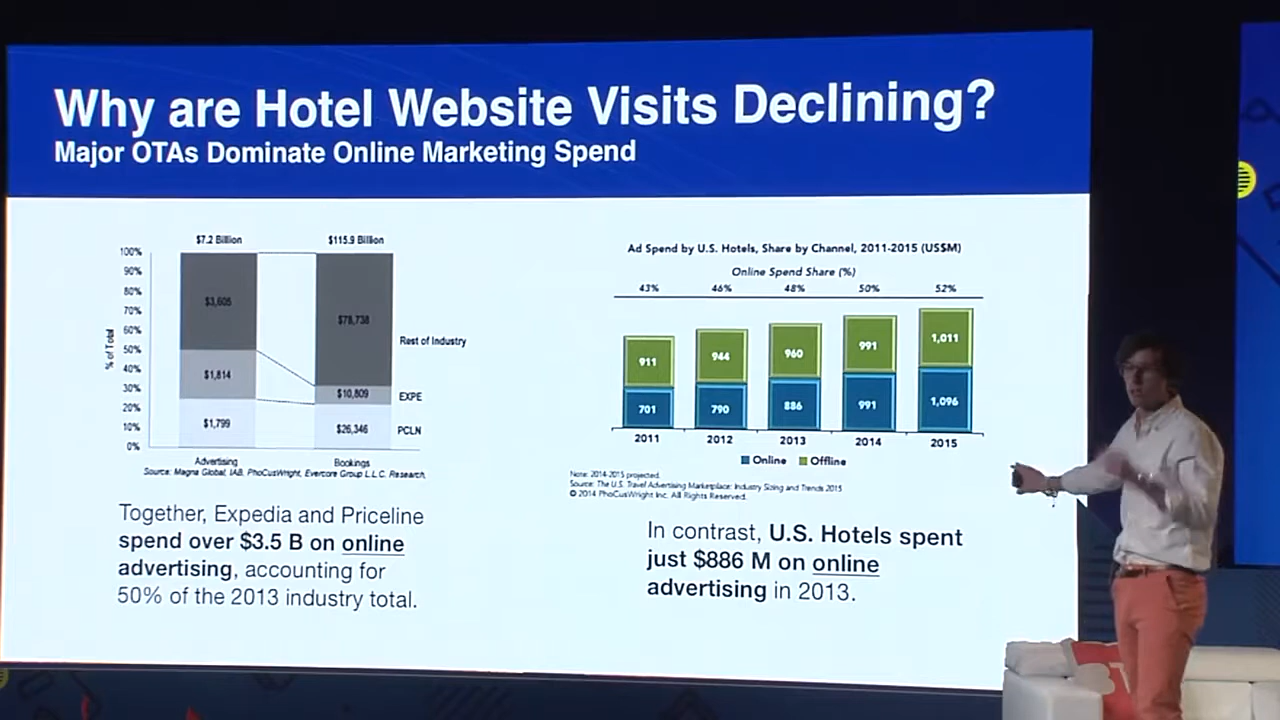 Why are Hotel Website Visits Declining?
Major OTAs Dominate Online Marketing Spend
$7.2 Billion
$115.9 Billion
100%
90%
80%
70%
60%
50%
40%
30%
20%
10%
0%
% of Total
$3,605
$1,814
$1,799
$78,738
$10,809
$26,346
Rest of Industry
EXPE
PCLN
Advertising
Bookings
Source: Magna Global, IAB, PhoCusWright, Evercore Group L.L.C. Research.
Together, Expedia and Priceline
spend over $3.5 B on online
advertising, accounting for
50% of the 2013 industry total.
Ad Spend by U.S. Hotels, Share by Channel, 2011-2015 (US$M)
Online Spend Share (%)
43% 46% 48% 50% 52%
911 944 960 991 1,011
701 790 886 991 1,096
2011 2012 2013 2014 2015
Online Offline
Note: 2014-2015 projected.
Source: The U.S. Travel Advertising Marketplace: Industry Sizing and Trends 2015
© 2014 PhoCusWright Inc. All Rights Reserved.
In contrast, U.S. Hotels spent
just $886 M on online
advertising in 2013.